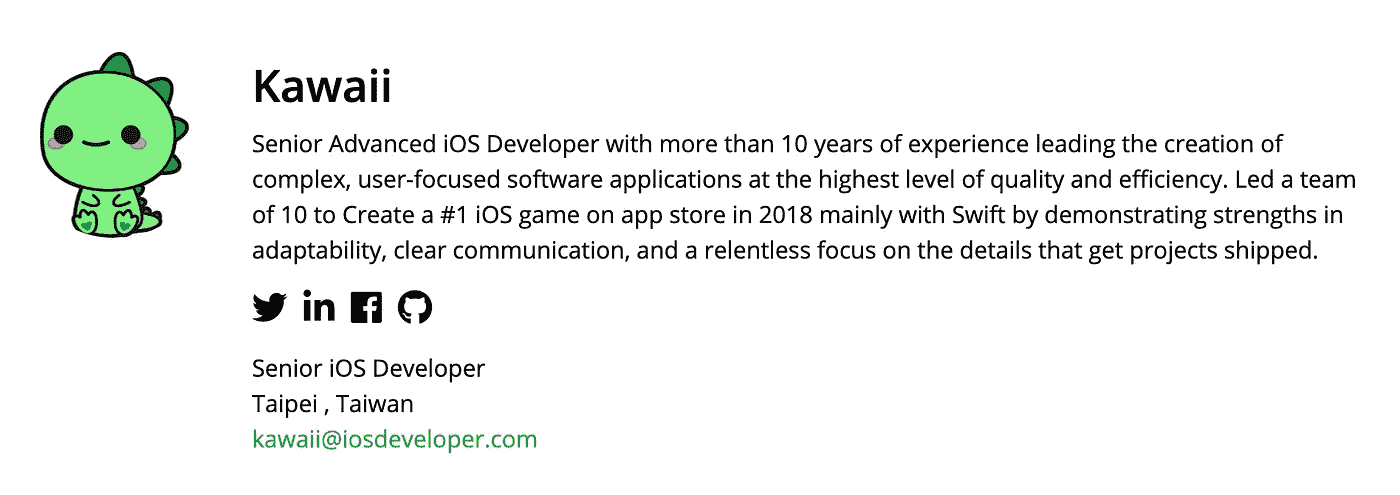 Kawaii
Senior Advanced iOS Developer with more than 10 years of experience leading the creation of
complex, user-focused software applications at the highest level of quality and efficiency. Led a team
of 10 to Create a #1 iOS game on app store in 2018 mainly with Swift by demonstrating strengths in
adaptability, clear communication, and a relentless focus on the details that get projects shipped.
Senior iOS Developer
Taipei , Taiwan
kawaii@iosdeveloper.com